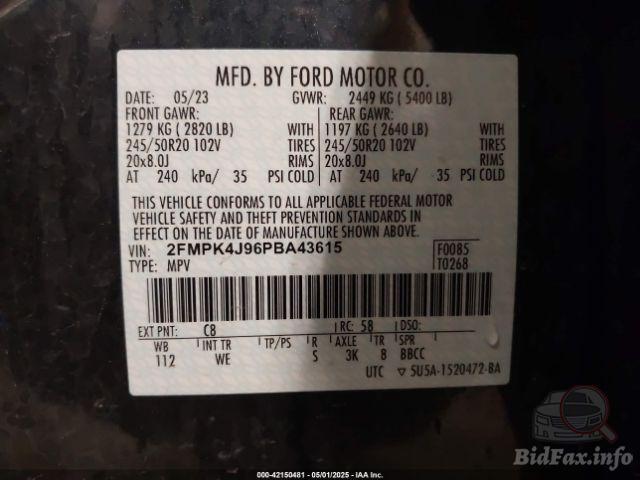 MFD. BY FORD MOTOR CO.
DATE: 05/23 GVWR: 2449 KG ( 5400 LB)
FRONT GAWR: REAR GAWR:
1279 KG ( 2820 LB) WITH 1197 KG ( 2640 LB) WITH
245/50R20 102V TIRES 245/50R20 102V TIRES
20x8.0J RIMS 20x8.0J RIMS
AT 240 kPa/ 35 PSI COLD AT 240 kPa/ 35 PSI COLD
THIS VEHICLE CONFORMS TO ALL APPLICABLE FEDERAL MOTOR
VEHICLE SAFETY AND THEFT PREVENTION STANDARDS IN
EFFECT ON THE DATE OF MANUFACTURE SHOWN ABOVE.
VIN: 2FMPK4J96PBA43615 F0085
TYPE: MPV T0268
EXT PNT: C8 RC: 58 DSO:
WB INT TR TP/PS R AXLE TR SPR
112 WE S 3K 8 BBCC
UTC ▽ 5U5A-1520472-BA
BidFax.info
000-42150481 - 05/01/2025 - IAA Inc.